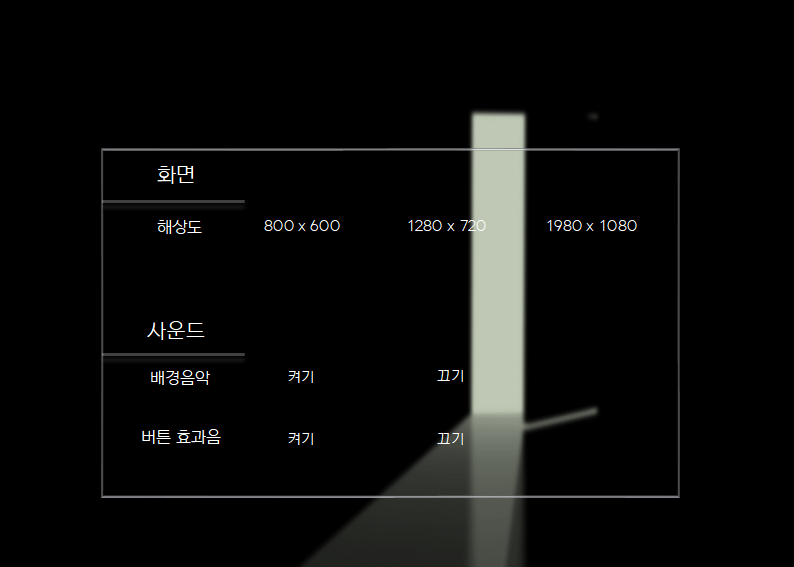 화면
해상도 800 x 600 1280 x 720 1980 x 1080
사운드
배경음악 켜기 끄기
버튼 효과음 켜기 끄기